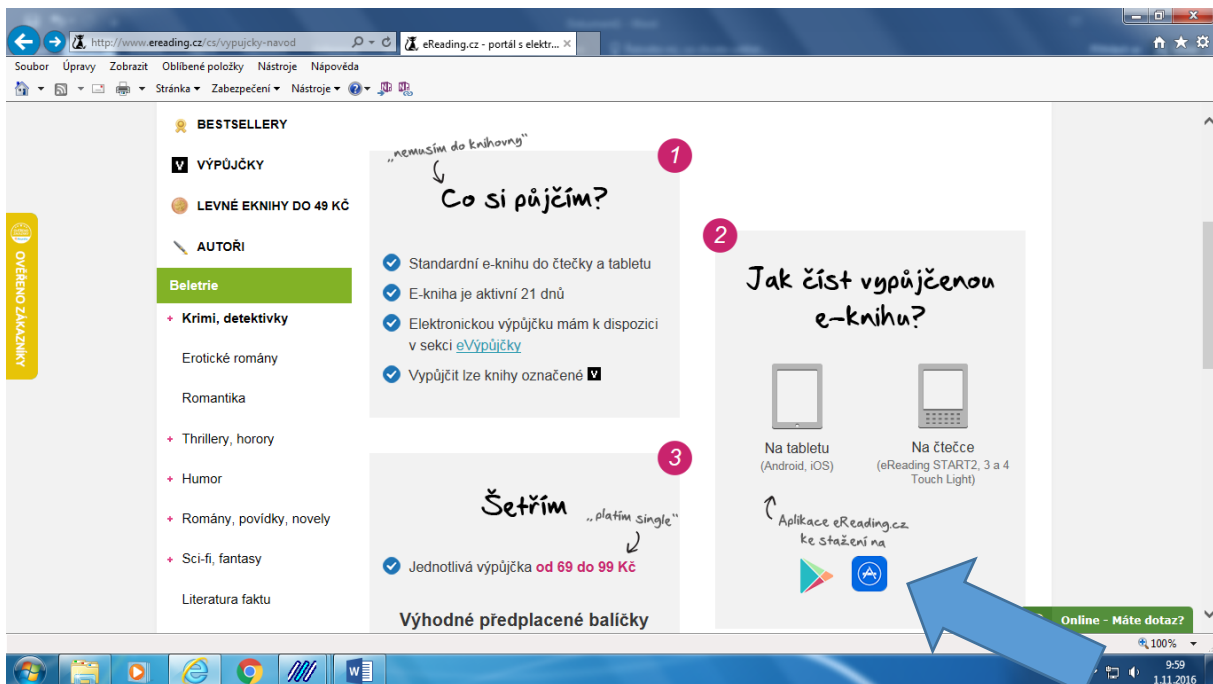 http://www.ereading.cz/cs/vypujcky-navod
eReading.cz - portál s elektr...
Soubor Úpravy Zobrazit Oblíbené položky Nástroje Nápověda
Stránka Zabezpečení Nástroje
BESTSELLERY
V VÝPŮJČKY
LEVNÉ EKNIHY DO 49 KČ
AUTOŘI
Beletrie
+ Krimi, detektivky
Erotické romány
Romantika
+ Thrillery, horory
+ Humor
+ Romány, povídky, novely
+ Sci-fi, fantasy
Literatura faktu
OVĚŘENO ZÁKAZNÍKY
„nemusím do knihovny"
1
Co si půjčím?
Standardní e-knihu do čtečky a tabletu
E-kniha je aktivní 21 dnů
Elektronickou výpůjčku mám k dispozici
v sekci eVýpůjčky
Vypůjčit lze knihy označené V
2
Jak číst vypůjčenou
e-knihu?
Na tabletu
(Android, iOS)
Na čtečce
(eReading START2, 3 a 4
Touch Light)
Aplikace eReading.cz
ke stažení na
3
Šetřím
„platím single"
Jednotlivá výpůjčka od 69 do 99 Kč
Výhodné předplacené balíčky
Online - Máte dotaz?
100%
9:59
1.11.2016